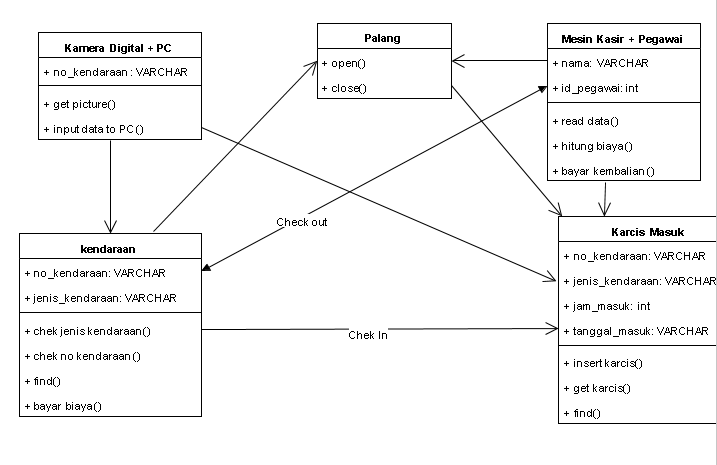 Kamera Digital + PC
+ no_kendaraan : VARCHAR
+ get picture()
+ input data to PC()
Palang
+ open()
+ close()
Mesin Kasir + Pegawai
+ nama: VARCHAR
+ id_pegawai: int
+ read data()
+ hitung biaya()
+ bayar kembalian()
Check out
kendaraan
+ no_kendaraan: VARCHAR
+ jenis_kendaraan: VARCHAR
+ chek jenis kendaraan()
+ chek no kendaraan()
+ find()
+ bayar biaya()
Chek In
Karcis Masuk
+ no_kendaraan: VARCHAR
+ jenis_kendaraan: VARCHAR
+ jam_masuk: int
+ tanggal_masuk: VARCHAR
+ insert karcis()
+ get karcis()
+ find()